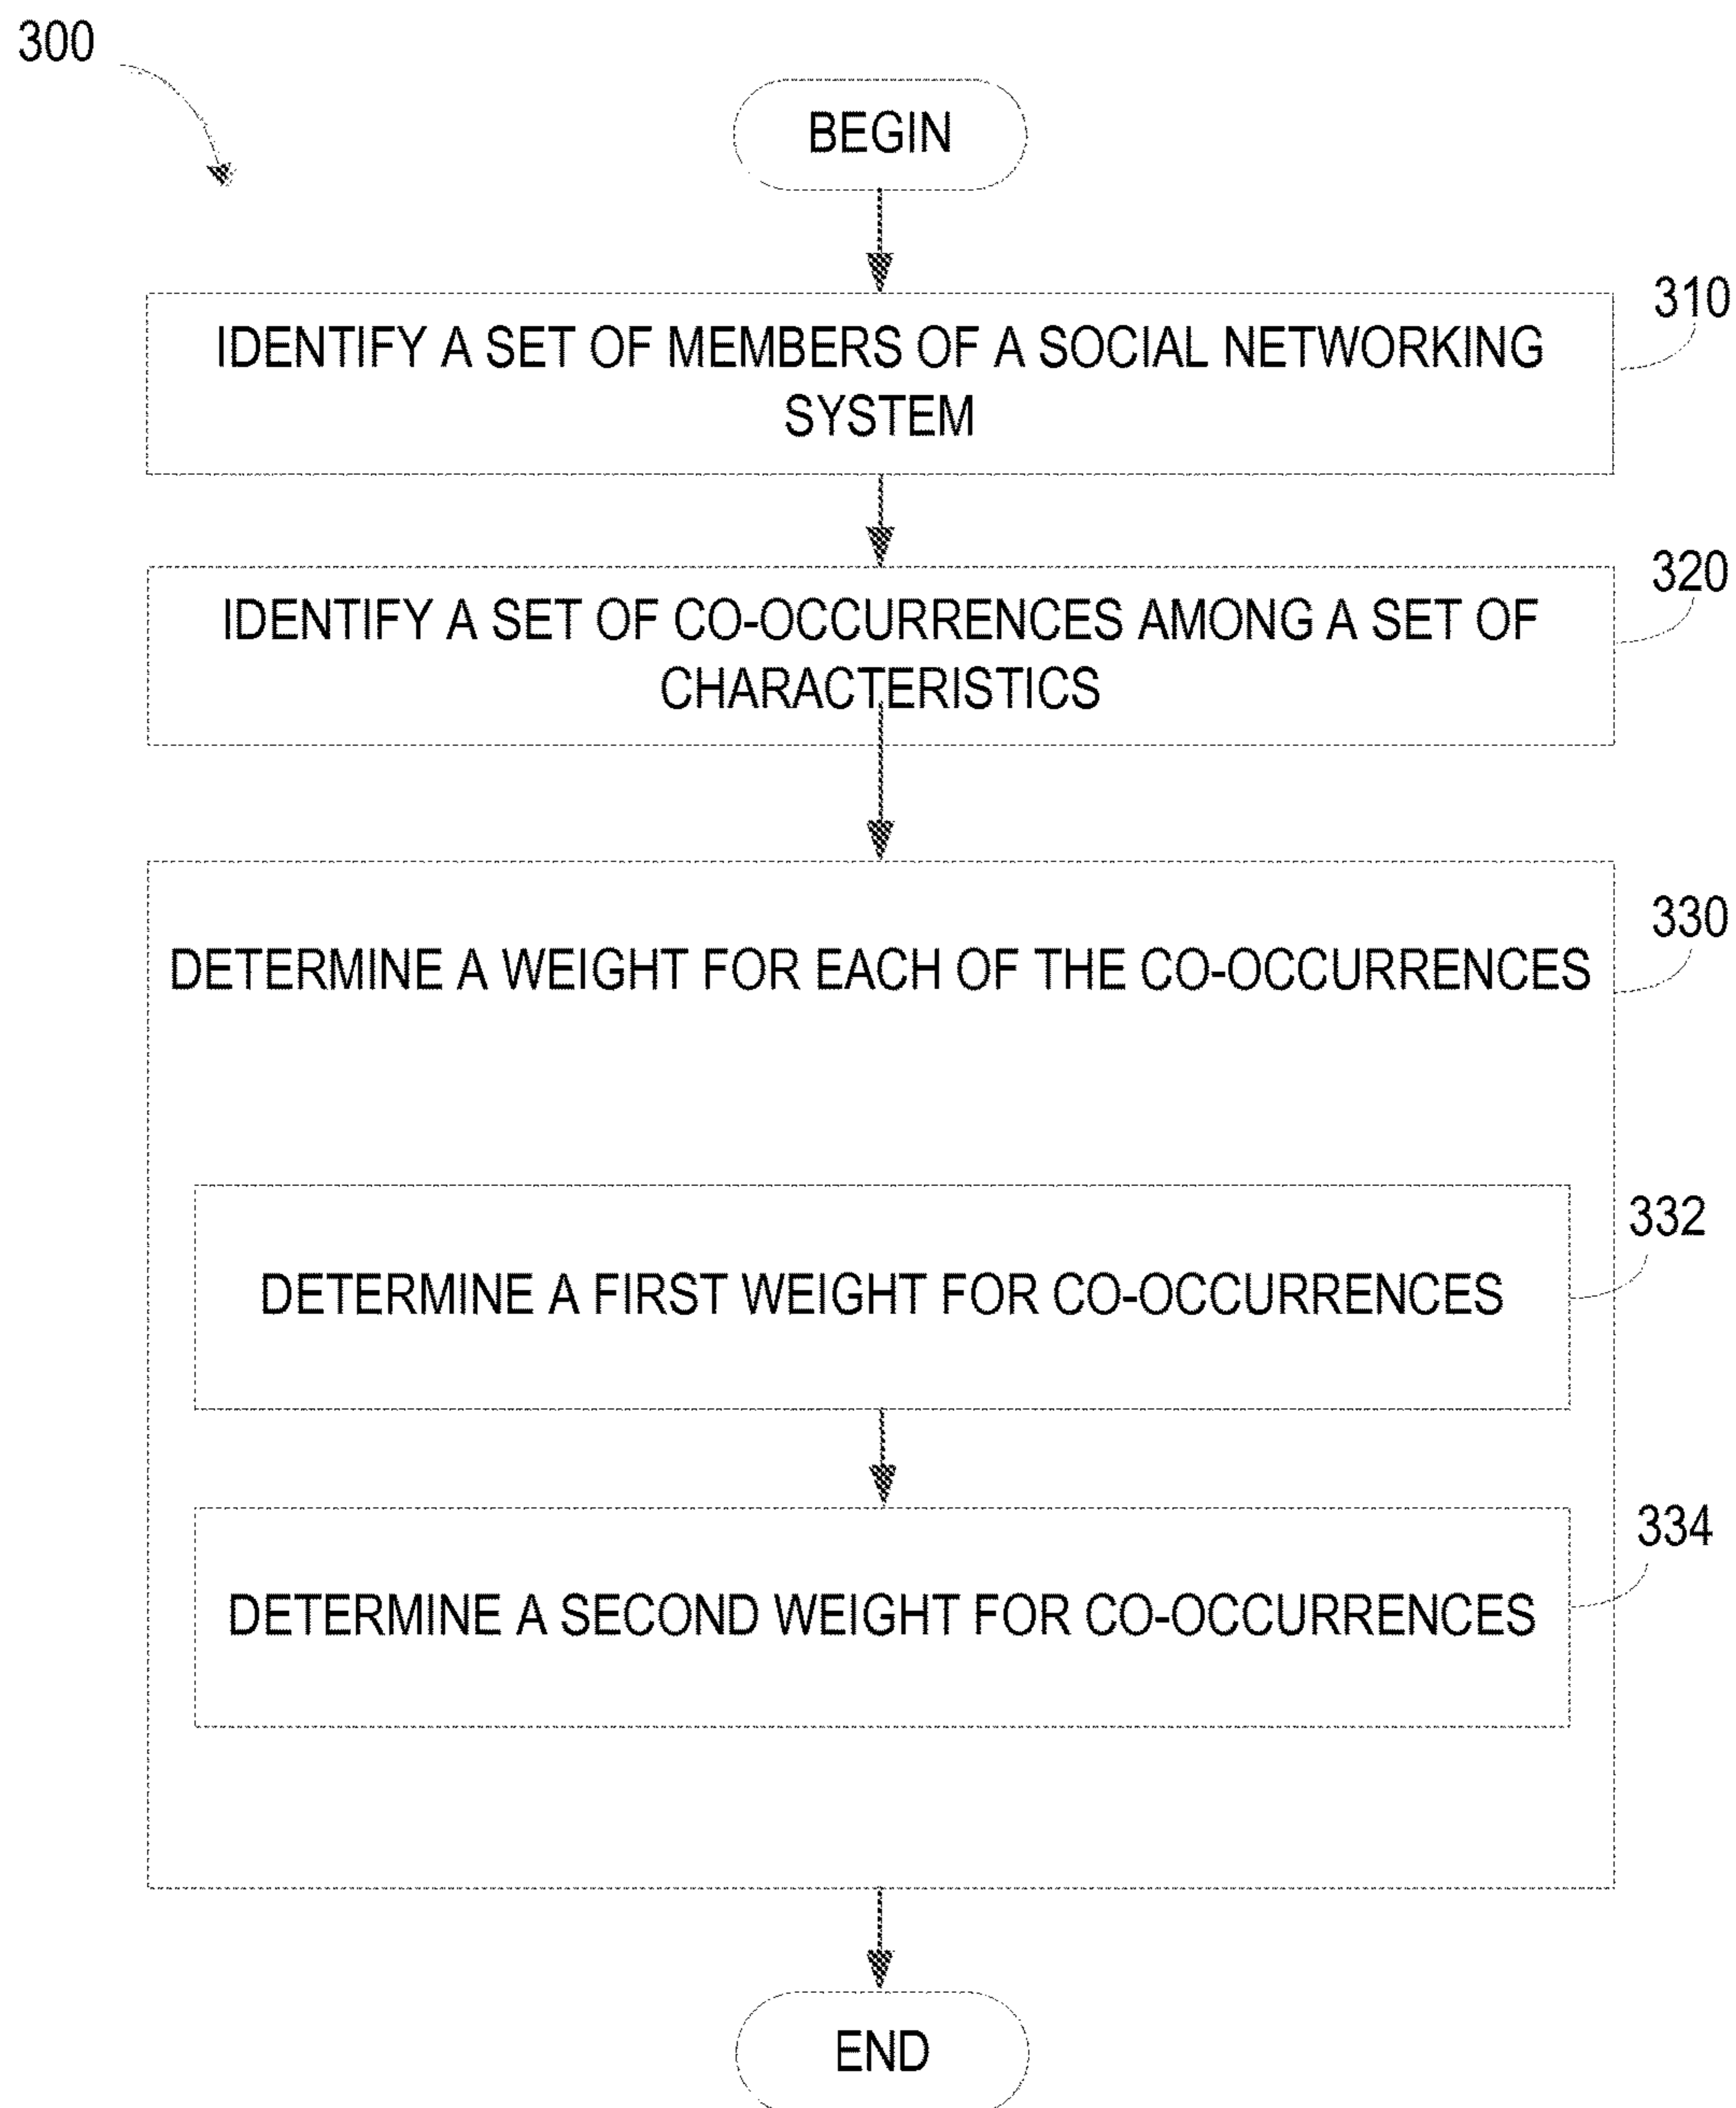 300
BEGIN
310
IDENTIFY A SET OF MEMBERS OF A SOCIAL NETWORKING
SYSTEM
320
IDENTIFY A SET OF CO-OCCURRENCES AMONG A SET OF
CHARACTERISTICS
330
DETERMINE A WEIGHT FOR EACH OF THE CO-OCCURRENCES
332
DETERMINE A FIRST WEIGHT FOR CO-OCCURRENCES
334
DETERMINE A SECOND WEIGHT FOR CO-OCCURRENCES
END